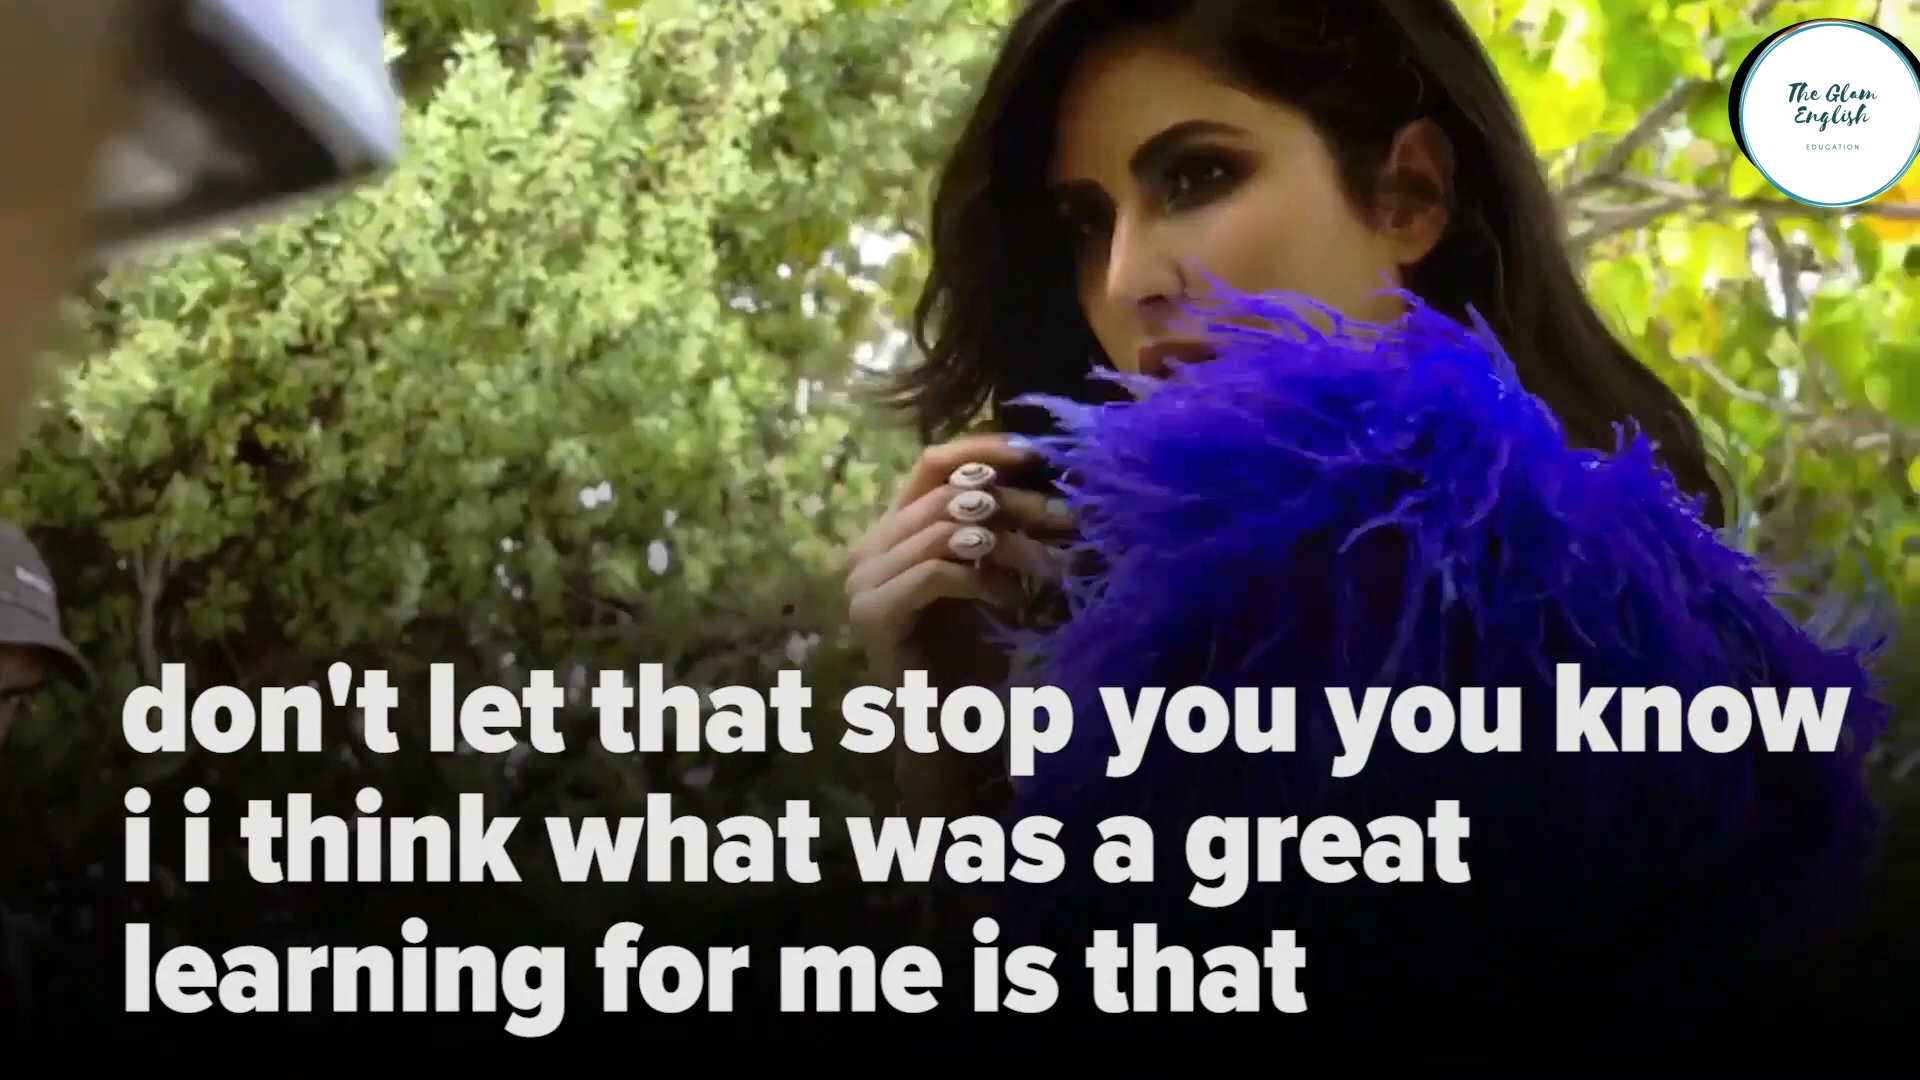 The Glam
English
EDUCATION
don't let that stop you you know
i i think what was a great
learning for me is that